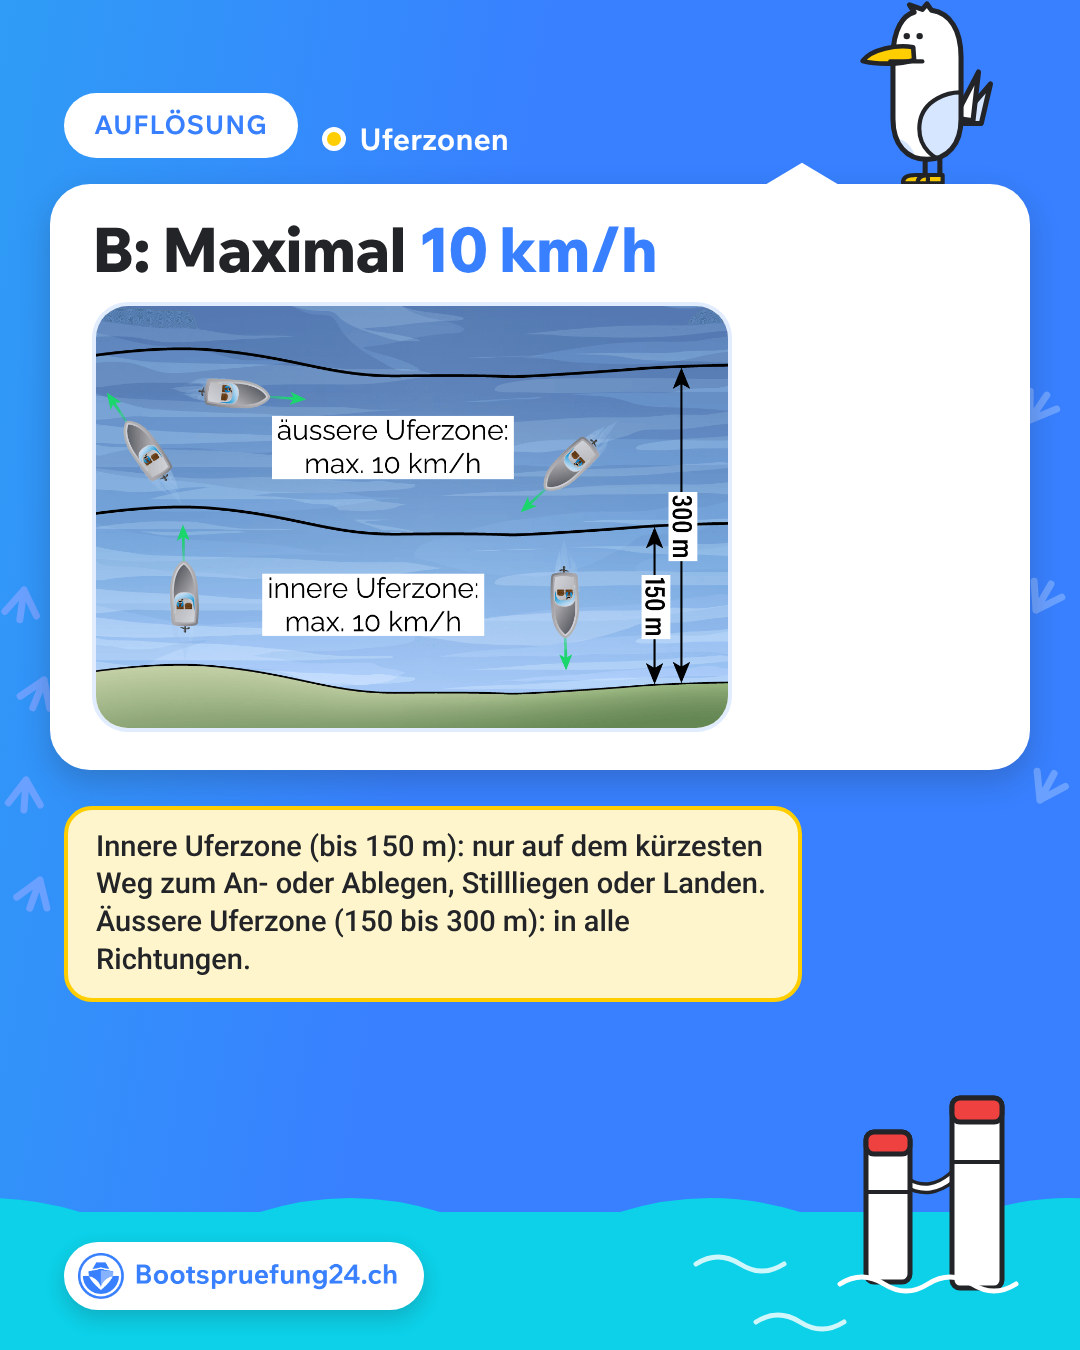 AUFLÖSUNG
Uferzonen
B: Maximal 10 km/h
äussere Uferzone:
max. 10 km/h
300 m
innere Uferzone:
max. 10 km/h
150 m
Innere Uferzone (bis 150 m): nur auf dem kürzesten
Weg zum An- oder Ablegen, Stillliegen oder Landen.
Äussere Uferzone (150 bis 300 m): in alle
Richtungen.
Bootspruefung24.ch